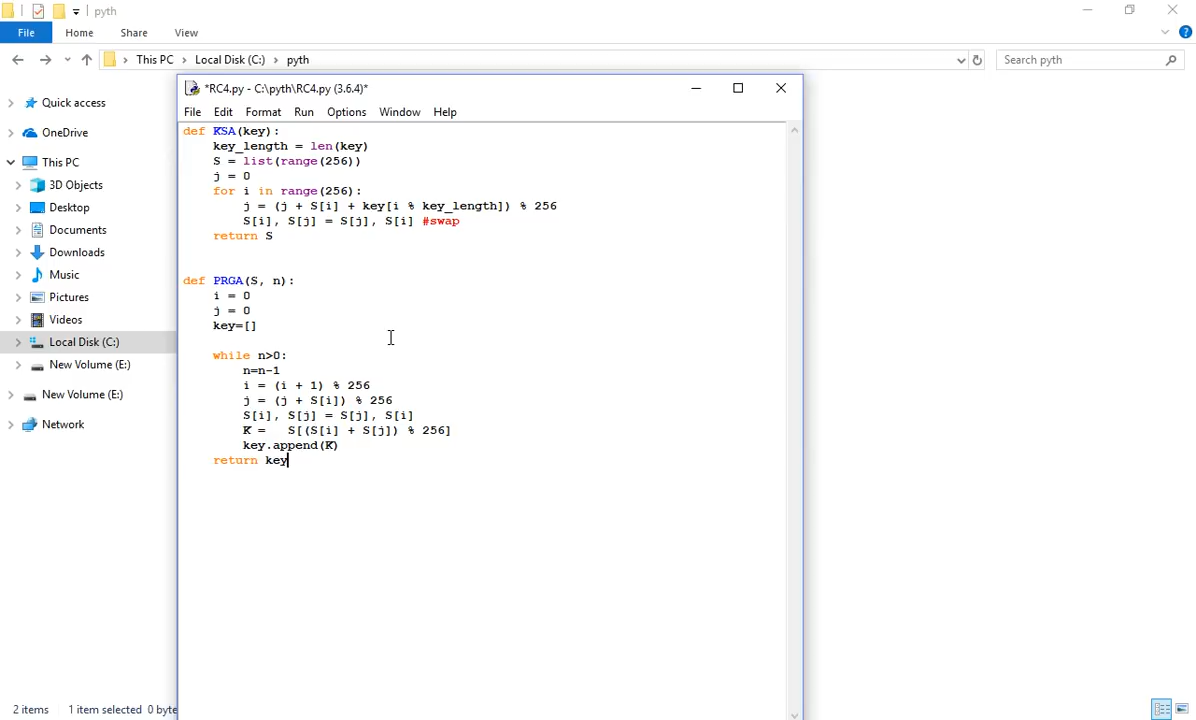 pyth
File Home Share View
This PC Local Disk (C:) pyth
Search pyth
Quick access
OneDrive
This PC
3D Objects
Desktop
Documents
Downloads
Music
Pictures
Videos
Local Disk (C:)
New Volume (E:)
New Volume (E:)
Network
2 items 1 item selected 0 byte
*RC4.py - C:\pyth\RC4.py (3.6.4)*
File Edit Format Run Options Window Help
def KSA(key):
    key_length = len(key)
    S = list(range(256))
    j = 0
    for i in range(256):
        j = (j + S[i] + key[i % key_length]) % 256
        S[i], S[j] = S[j], S[i] #swap
    return S
def PRGA(S, n):
    i = 0
    j = 0
    key=[]
    while n>0:
        n=n-1
        i = (i + 1) % 256
        j = (j + S[i]) % 256
        S[i], S[j] = S[j], S[i]
        K =   S[(S[i] + S[j]) % 256]
        key.append(K)
    return key